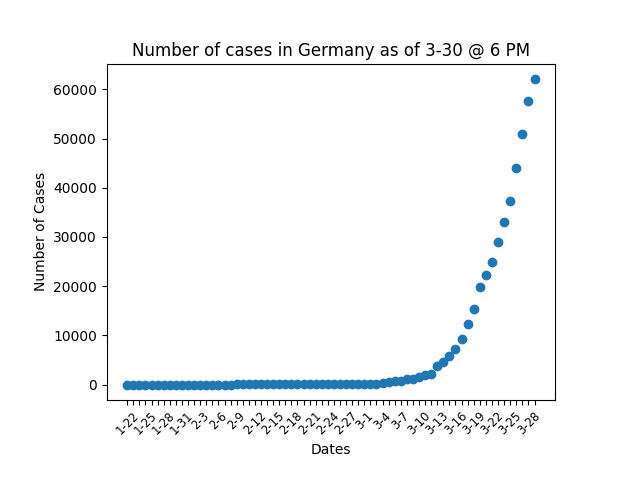 Number of cases in Germany as of 3-30 @ 6 PM
60000
50000
40000
30000
20000
10000
0
Number of Cases
1-22 1-25 1-28 1-31 2-3 2-6 2-9 2-12 2-15 2-18 2-21 2-24 2-27 3-1 3-4 3-7 3-10 3-13 3-16 3-19 3-22 3-25 3-28
Dates